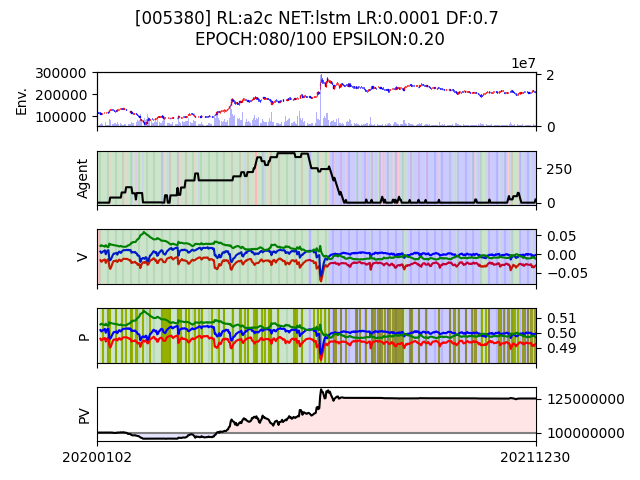 [005380] RL:a2c NET:lstm LR:0.0001 DF:0.7
EPOCH:080/100 EPSILON:0.20
1e7
300000
200000
100000
Env.
2
0
Agent
250
0
V
0.05
0.00
−0.05
P
0.51
0.50
0.49
PV
125000000
100000000
20200102
20211230